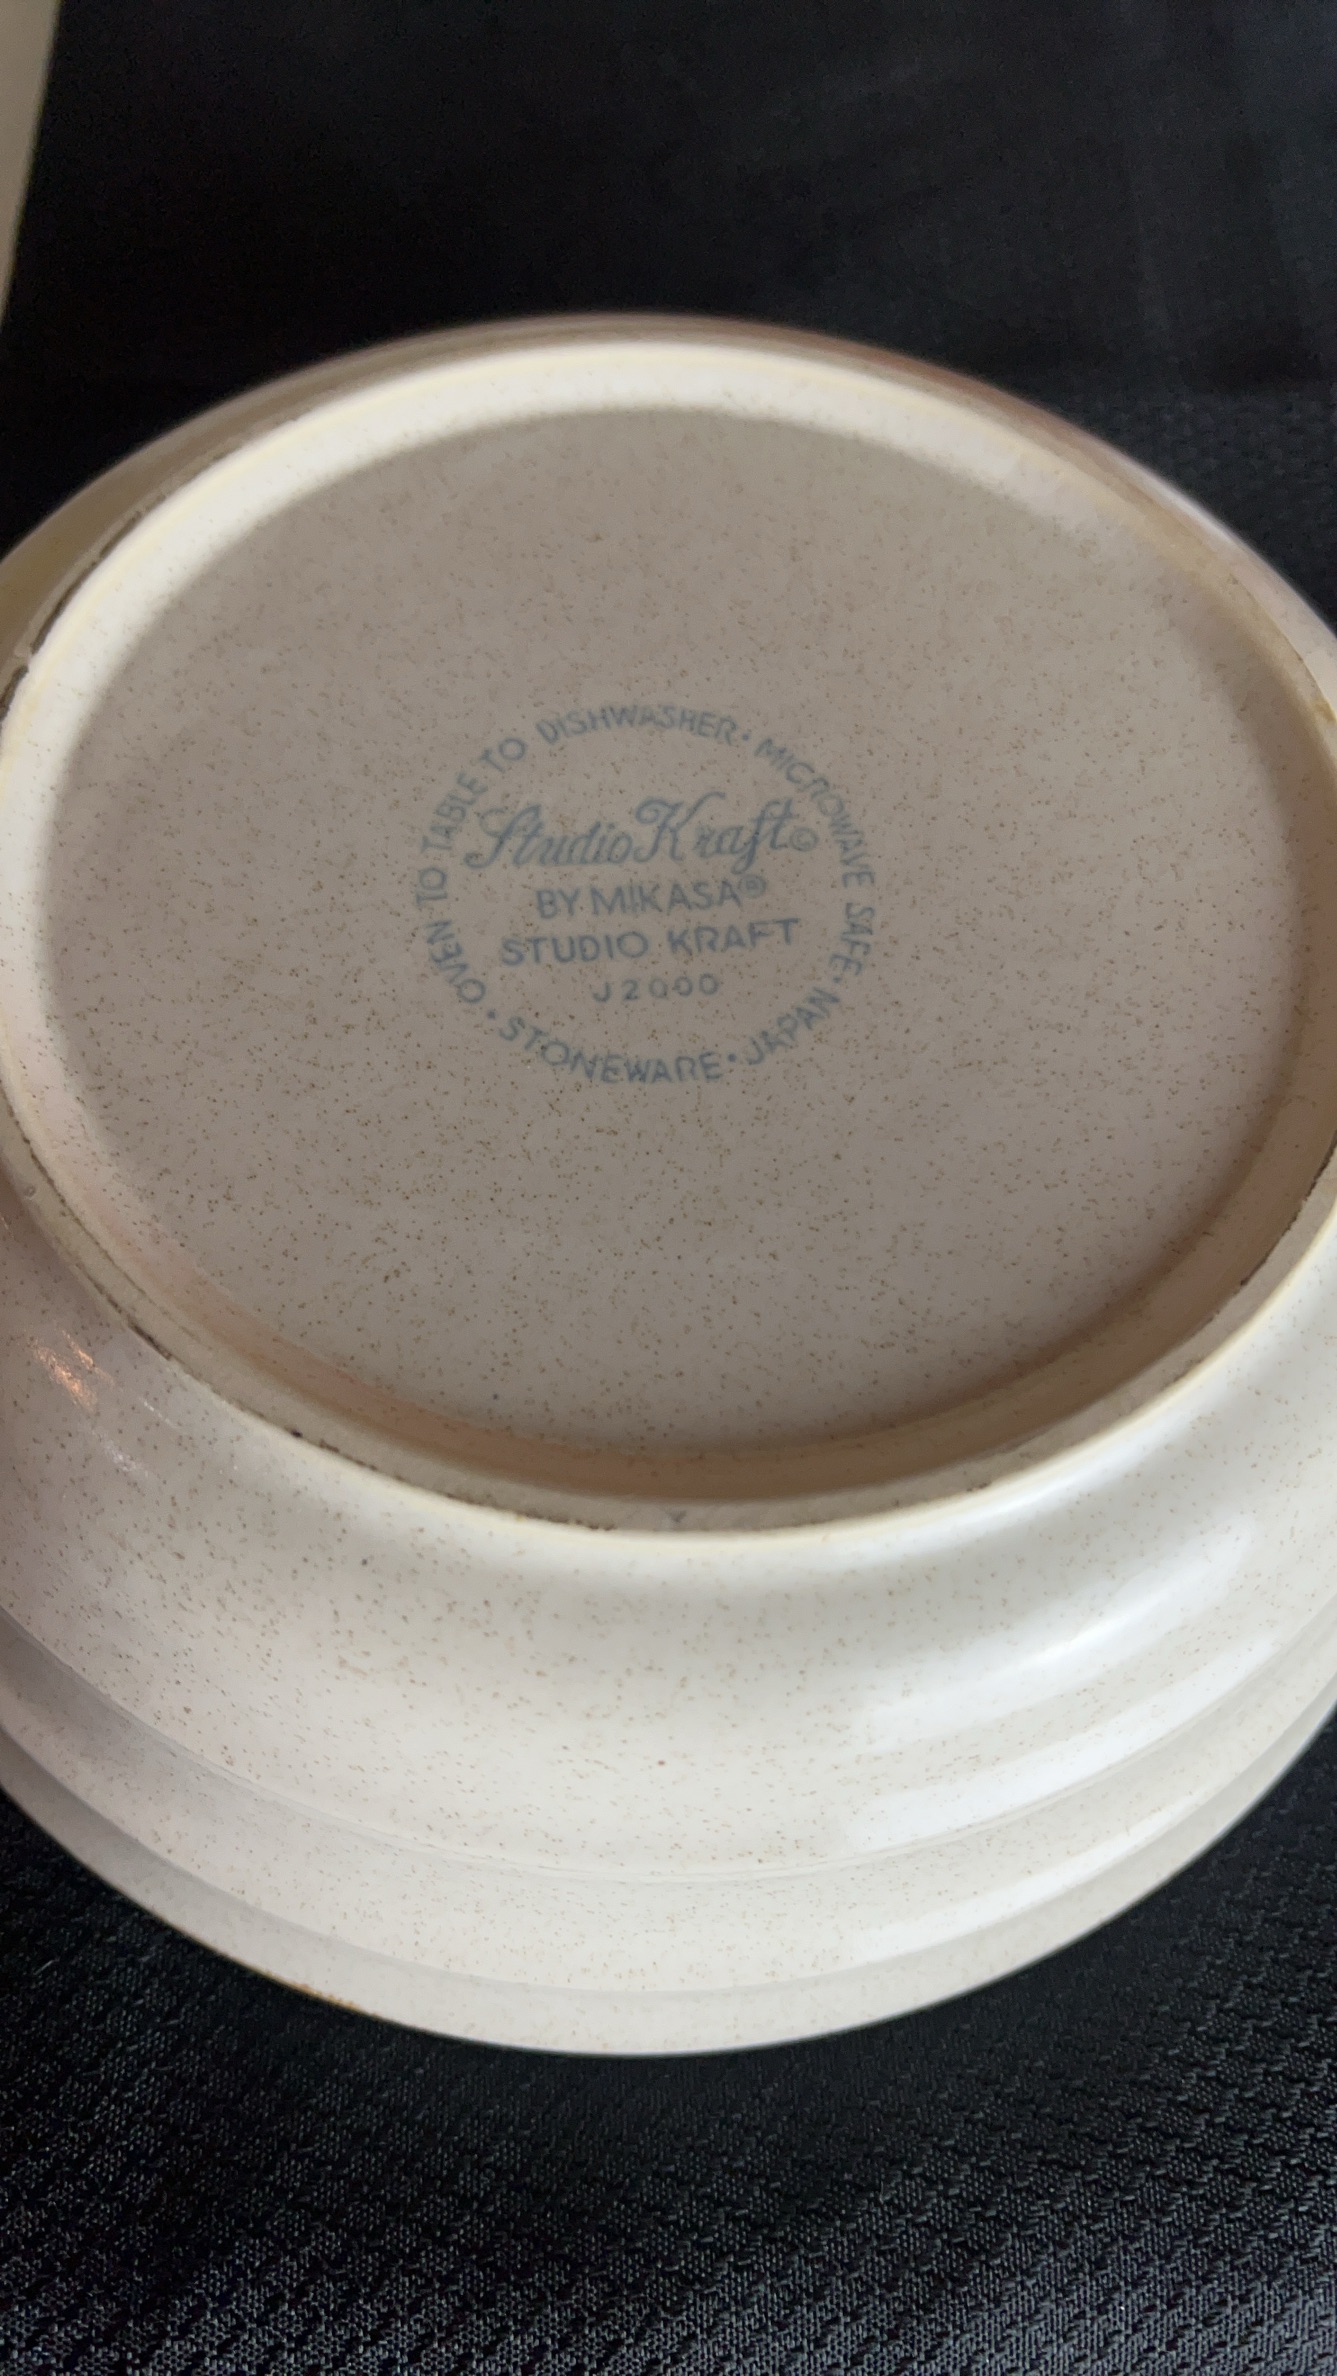 OVEN TO TABLE TO DISHWASHER • MICROWAVE SAFE • JAPAN • STONEWARE •
Studio Kraft©
BY MIKASA®
STUDIO KRAFT
J2000